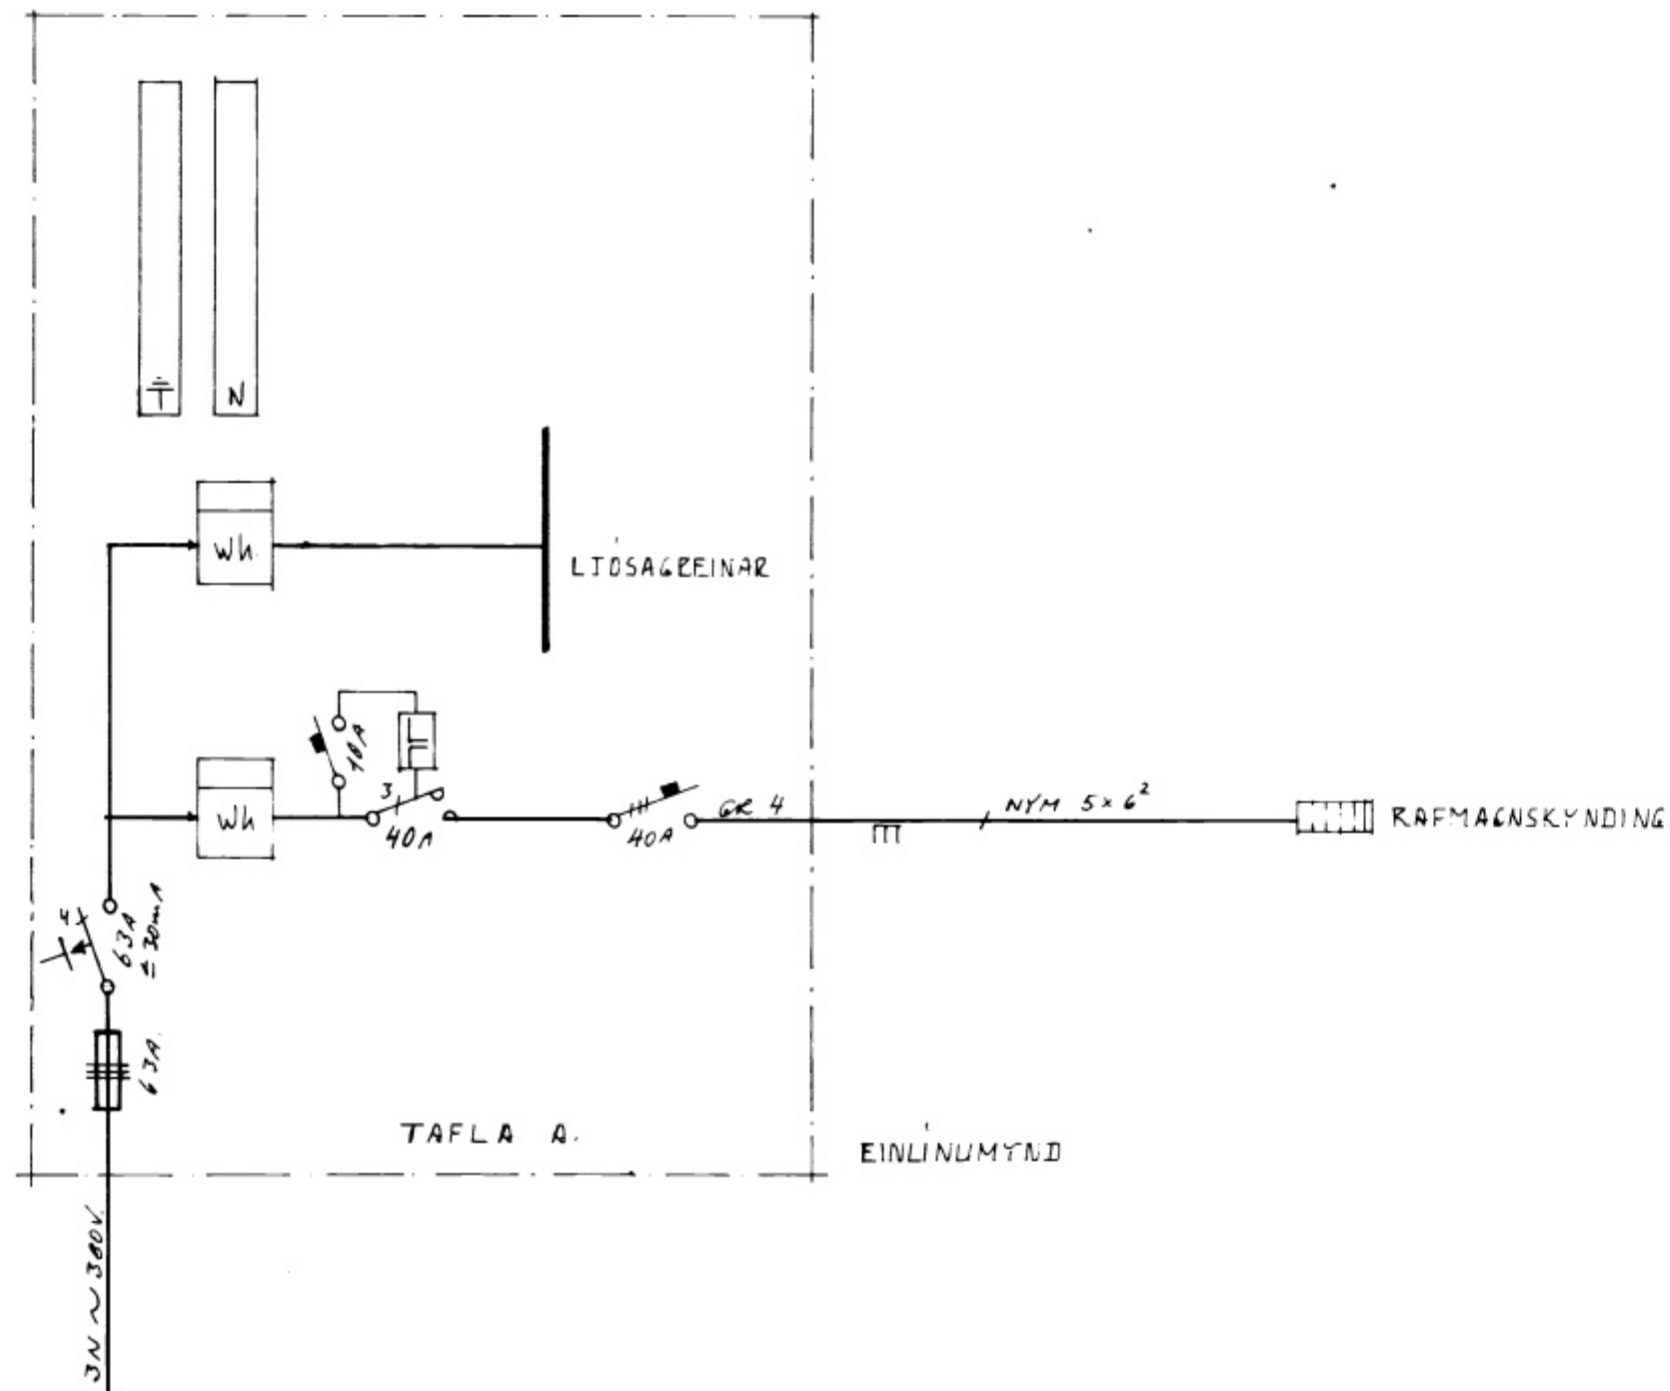 N
Wh.
LJÓSAGREINAR
10A
3
40A
Wh
40A
GR. 4
NYM 5×6²
RAFMAGNSKYNDING.
4
63A
±30mA
63A.
TAFLA A.
EINLÍNUMYND
3N ~ 380V.